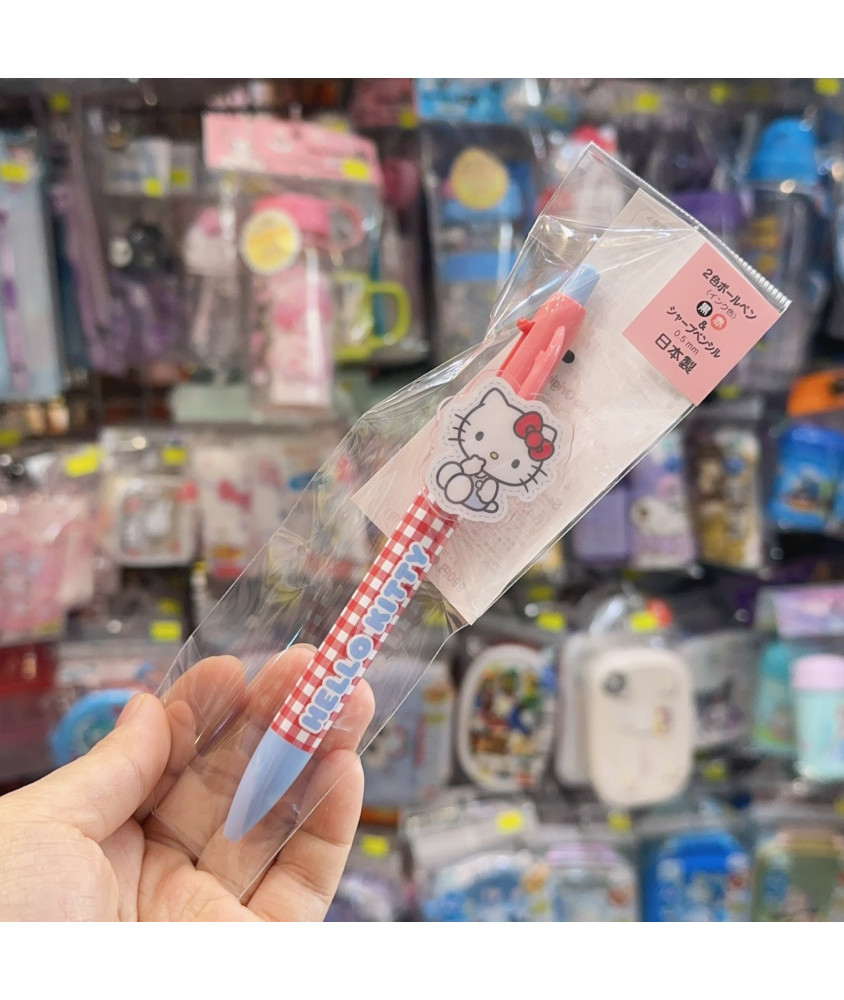 2色ボールペン
(インク色)
黒 赤
&
シャープペンシル
0.5mm
日本製
HELLO KITTY